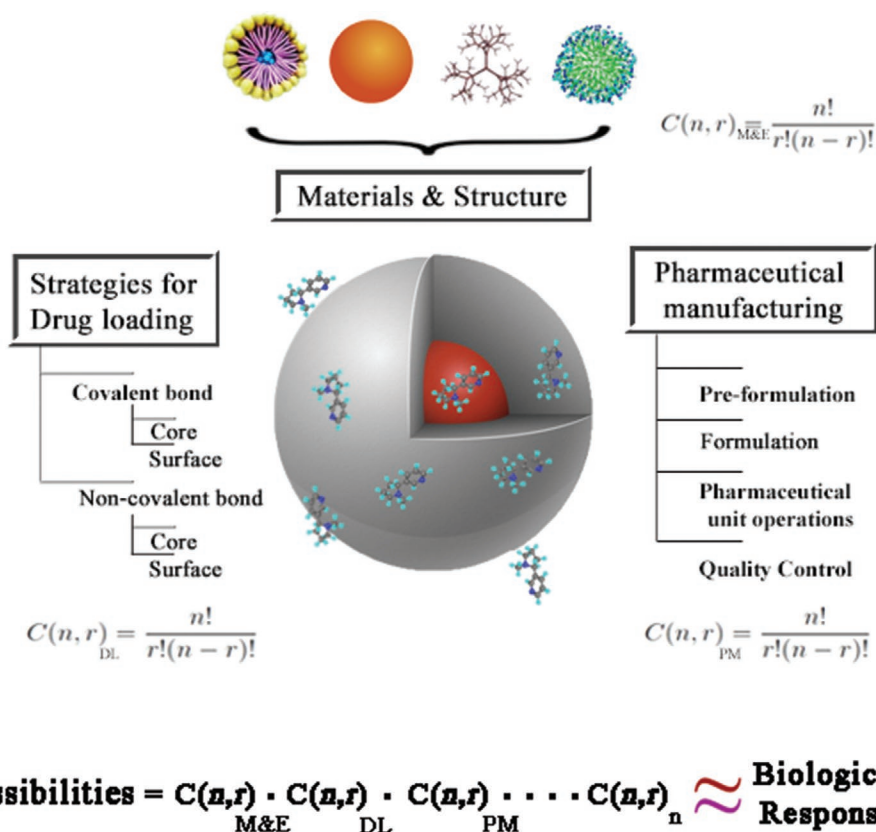 C(n, r) M&E = n! / r!(n − r)!
Materials & Structure
Strategies for
Drug loading
Covalent bond
Core
Surface
Non-covalent bond
Core
Surface
C(n, r) DL = n! / r!(n − r)!
Pharmaceutical
manufacturing
Pre-formulation
Formulation
Pharmaceutical
unit operations
Quality Control
C(n, r) PM = n! / r!(n − r)!
ssibilities = C(n,r) M&E · C(n,r) DL · C(n,r) PM · · · · C(n,r) n ≈ Biologic
Respons